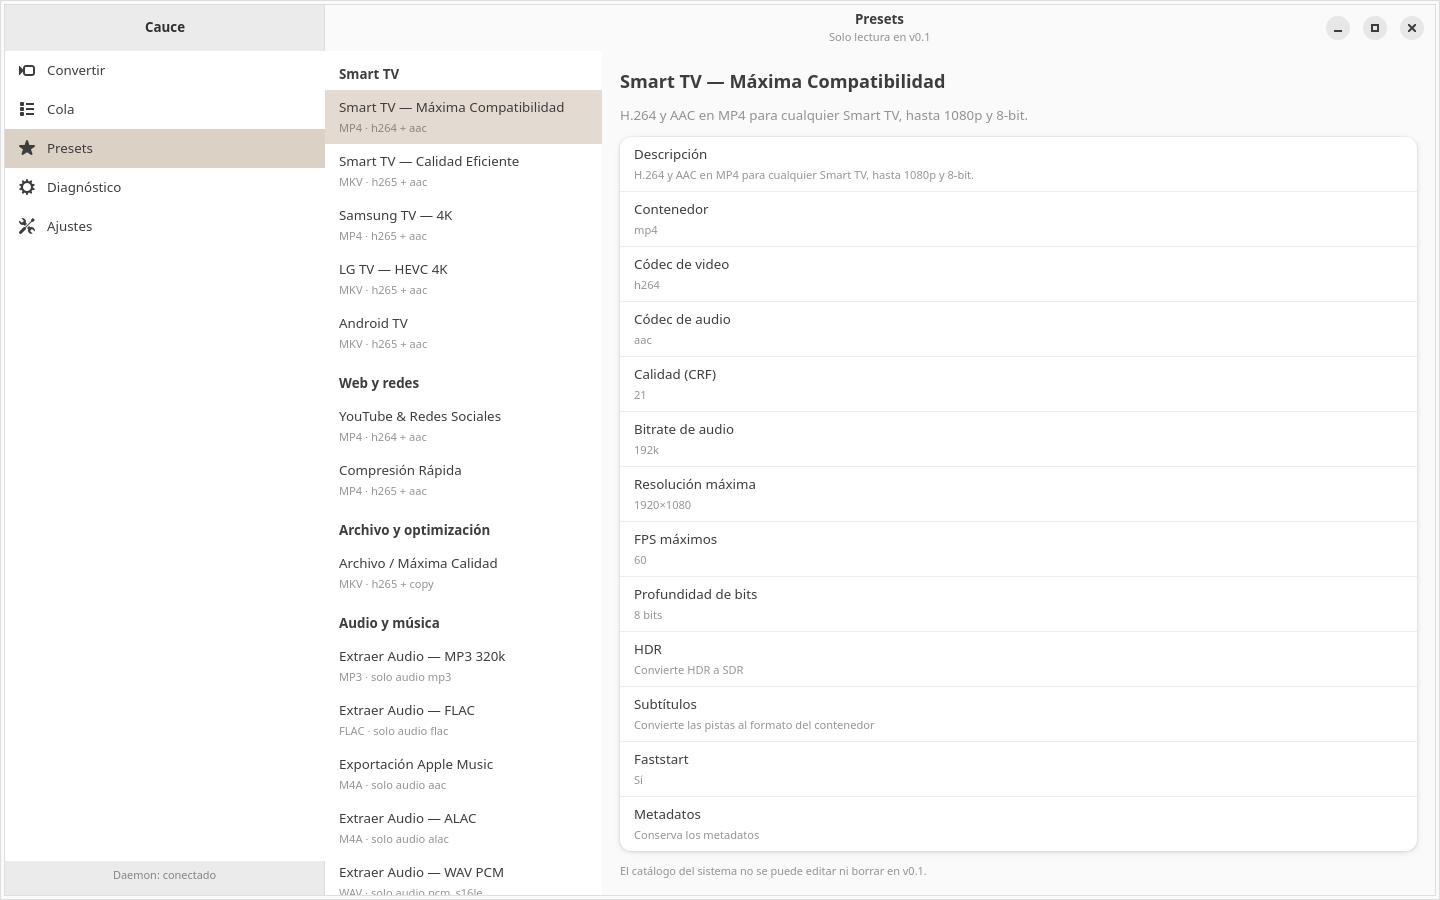 Cauce
Presets
Solo lectura en v0.1
Convertir
Cola
Presets
Diagnóstico
Ajustes
Daemon: conectado
Smart TV
Smart TV — Máxima Compatibilidad
MP4 · h264 + aac
Smart TV — Calidad Eficiente
MKV · h265 + aac
Samsung TV — 4K
MP4 · h265 + aac
LG TV — HEVC 4K
MKV · h265 + aac
Android TV
MKV · h265 + aac
Web y redes
YouTube & Redes Sociales
MP4 · h264 + aac
Compresión Rápida
MP4 · h265 + aac
Archivo y optimización
Archivo / Máxima Calidad
MKV · h265 + copy
Audio y música
Extraer Audio — MP3 320k
MP3 · solo audio mp3
Extraer Audio — FLAC
FLAC · solo audio flac
Exportación Apple Music
M4A · solo audio aac
Extraer Audio — ALAC
M4A · solo audio alac
Extraer Audio — WAV PCM
WAV · solo audio pcm_s16le
Smart TV — Máxima Compatibilidad
H.264 y AAC en MP4 para cualquier Smart TV, hasta 1080p y 8-bit.
Descripción
H.264 y AAC en MP4 para cualquier Smart TV, hasta 1080p y 8-bit.
Contenedor
mp4
Códec de video
h264
Códec de audio
aac
Calidad (CRF)
21
Bitrate de audio
192k
Resolución máxima
1920×1080
FPS máximos
60
Profundidad de bits
8 bits
HDR
Convierte HDR a SDR
Subtítulos
Convierte las pistas al formato del contenedor
Faststart
Sí
Metadatos
Conserva los metadatos
El catálogo del sistema no se puede editar ni borrar en v0.1.